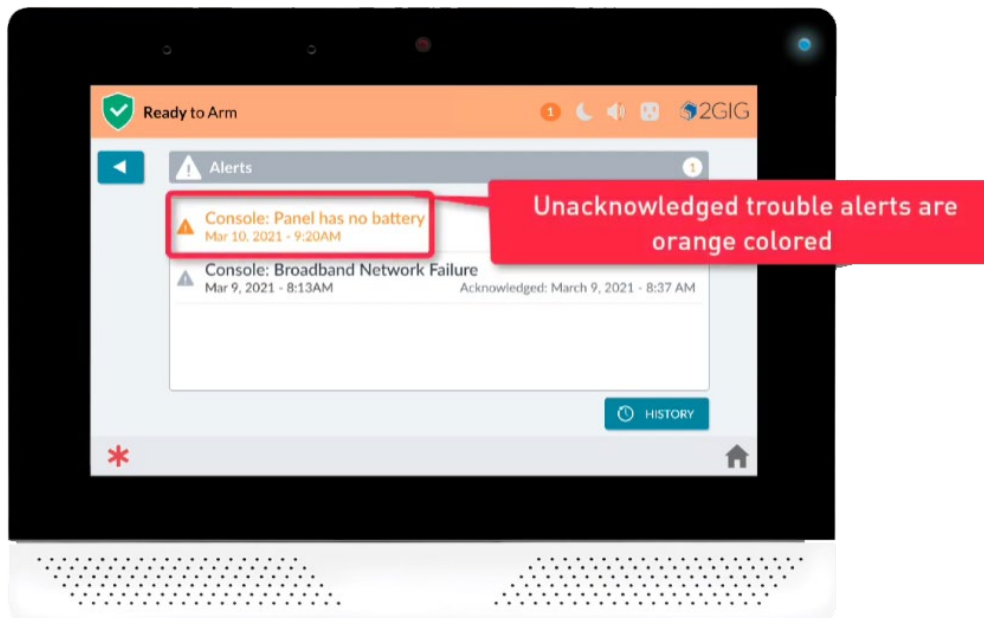 Ready to Arm
1
2GIG
Alerts
1
Console: Panel has no battery
Mar 10, 2021 - 9:20AM
Unacknowledged trouble alerts are
orange colored
Console: Broadband Network Failure
Mar 9, 2021 - 8:13AM
Acknowledged: March 9, 2021 - 8:37 AM
HISTORY